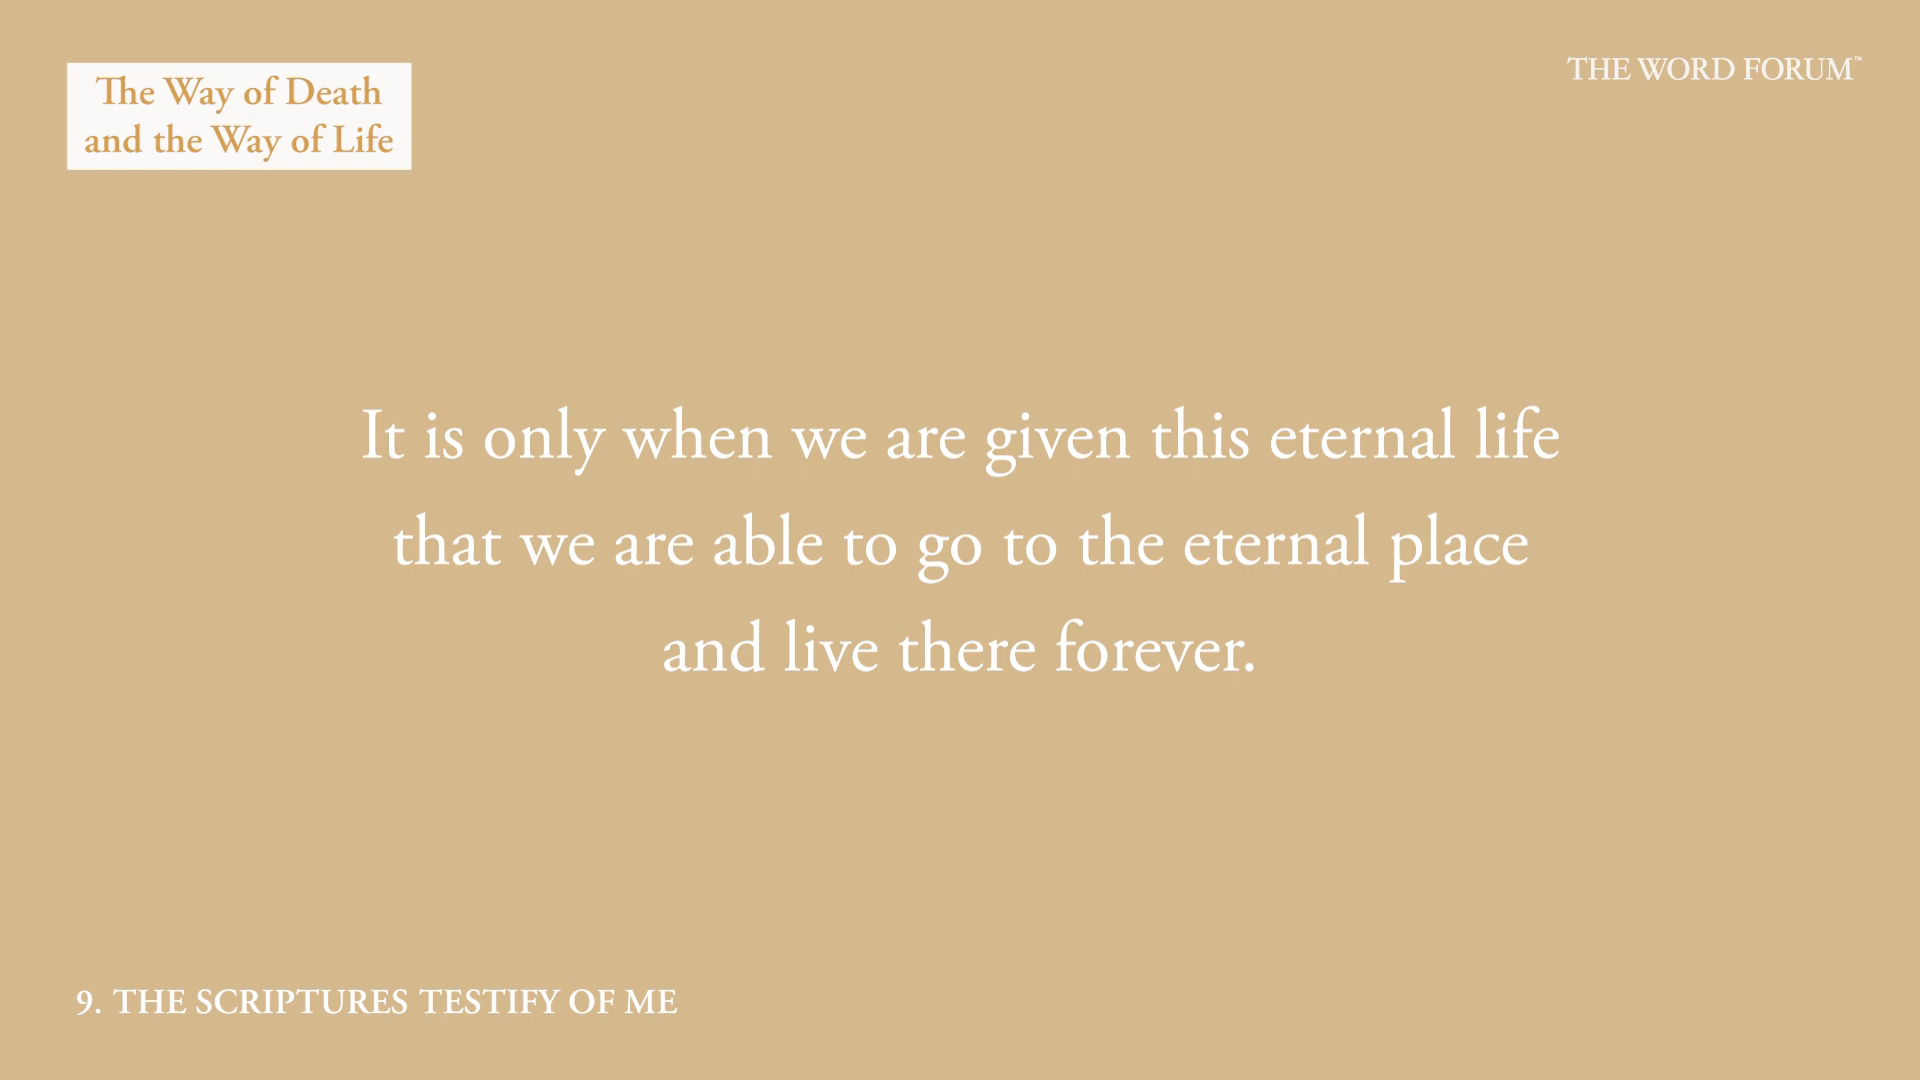 The Way of Death
and the Way of Life
THE WORD FORUM™
It is only when we are given this eternal life
that we are able to go to the eternal place
and live there forever.
9. THE SCRIPTURES TESTIFY OF ME